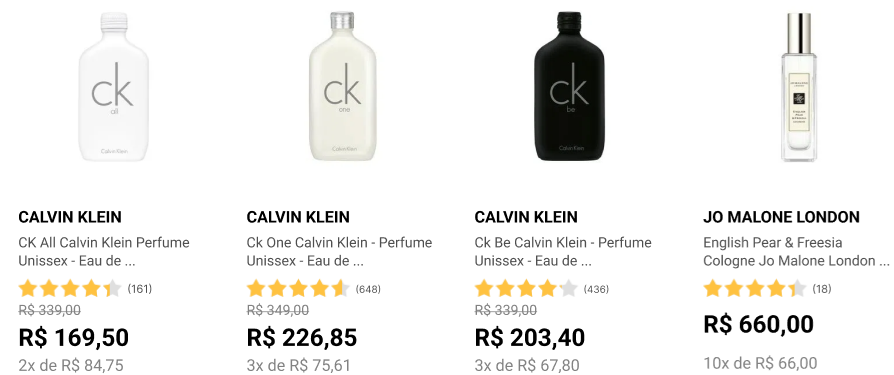 ck
all
Calvin Klein
ck
one
Calvin Klein
ck
be
Calvin Klein
CALVIN KLEIN
CK All Calvin Klein Perfume
Unissex - Eau de ...
(161)
R$ 339,00
R$ 169,50
2x de R$ 84,75
CALVIN KLEIN
Ck One Calvin Klein - Perfume
Unissex - Eau de ...
(648)
R$ 349,00
R$ 226,85
3x de R$ 75,61
CALVIN KLEIN
Ck Be Calvin Klein - Perfume
Unissex - Eau de ...
(436)
R$ 339,00
R$ 203,40
3x de R$ 67,80
JO MALONE LONDON
English Pear & Freesia
Cologne Jo Malone London ...
(18)
R$ 660,00
10x de R$ 66,00